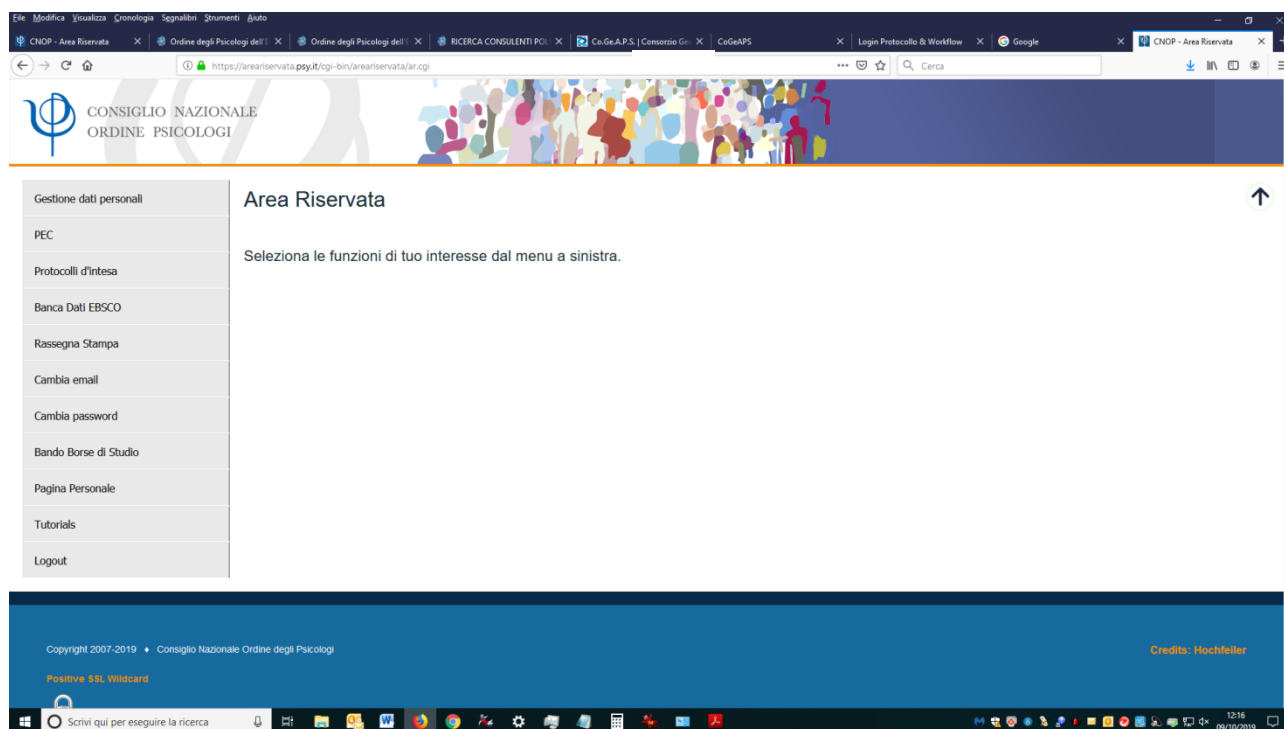 File Modifica Visualizza Cronologia Segnalibri Strumenti Aiuto
CNOP - Area Riservata Ordine degli Psicologi dell'E Ordine degli Psicologi dell'E RICERCA CONSULENTI POL Co.Ge.A.P.S. | Consorzio Ge CoGeAPS Login Protocollo & Workflow Google CNOP - Area Riservata
https://areariservata.psy.it/cgi-bin/areariservata/ar.cgi Cerca
CONSIGLIO NAZIONALE
ORDINE PSICOLOGI
Area Riservata
Seleziona le funzioni di tuo interesse dal menu a sinistra.
Gestione dati personali
PEC
Protocolli d'intesa
Banca Dati EBSCO
Rassegna Stampa
Cambia email
Cambia password
Bando Borse di Studio
Pagina Personale
Tutorials
Logout
Copyright 2007-2019 ♦ Consiglio Nazionale Ordine degli Psicologi
Credits: Hochfeiler
Positive SSL Wildcard
Scrivi qui per eseguire la ricerca
12:16
09/10/2019